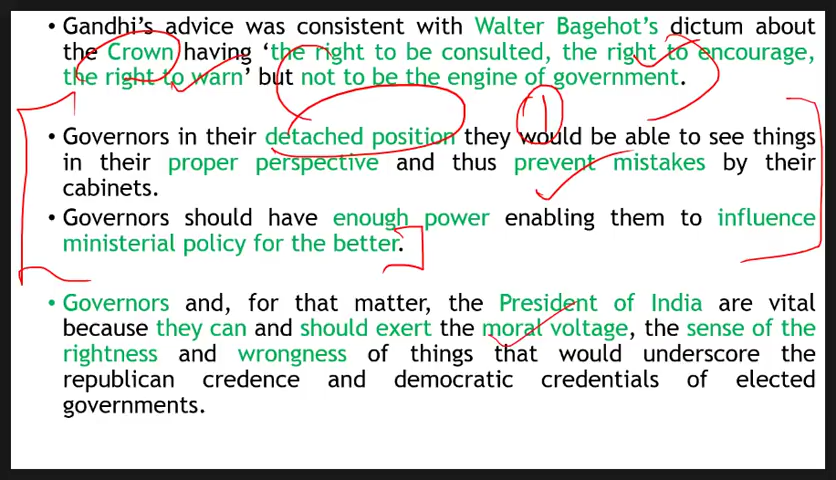 • Gandhi's advice was consistent with Walter Bagehot's dictum about
the Crown having ‘the right to be consulted, the right to encourage,
the right to warn’ but not to be the engine of government.
• Governors in their detached position they would be able to see things
in their proper perspective and thus prevent mistakes by their
cabinets.
• Governors should have enough power enabling them to influence
ministerial policy for the better.
• Governors and, for that matter, the President of India are vital
because they can and should exert the moral voltage, the sense of the
rightness and wrongness of things that would underscore the
republican credence and democratic credentials of elected
governments.